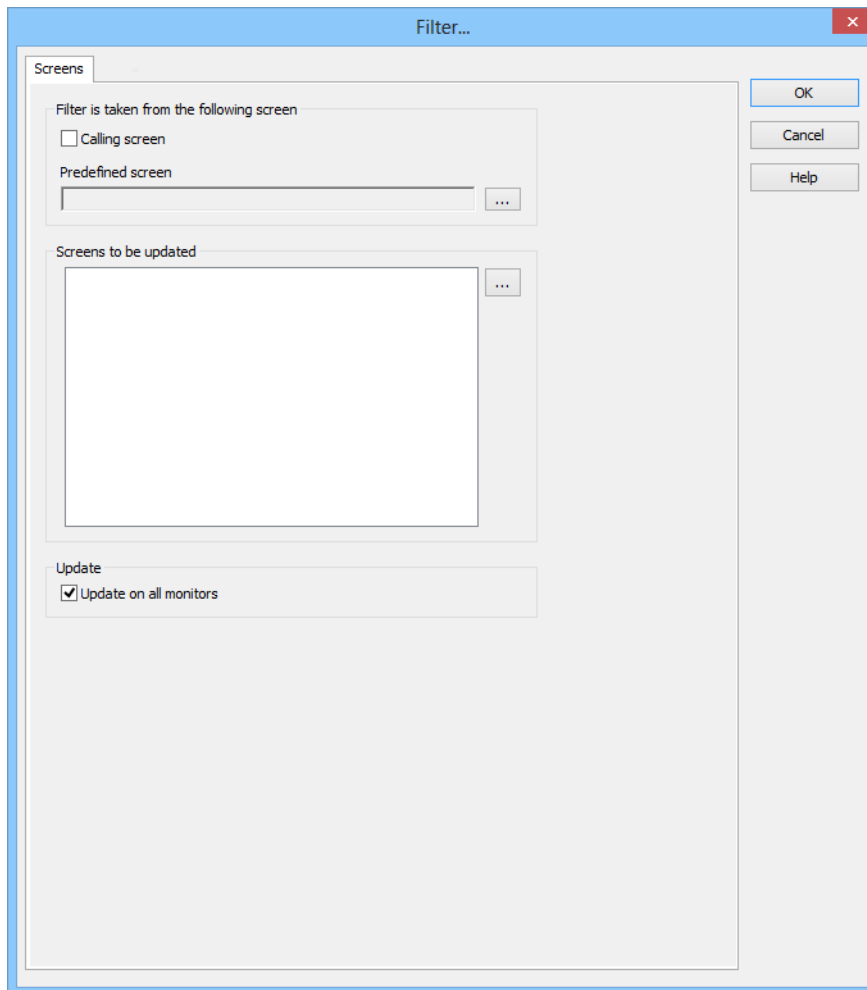 Filter...
Screens
Filter is taken from the following screen
Calling screen
Predefined screen
...
Screens to be updated
...
Update
Update on all monitors
OK
Cancel
Help